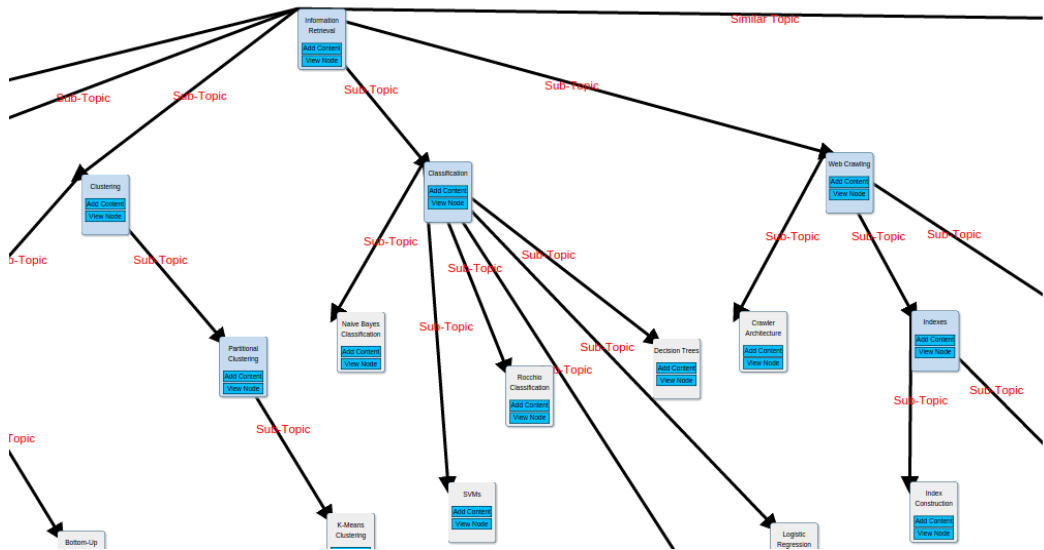 Similar Topic
Information
Retrieval
Add Content
View Node
Sub-Topic
Sub-Topic
Sub-Topic
Sub-Topic
Clustering
Add Content
View Node
Classification
Add Content
View Node
Web Crawling
Add Content
View Node
b-Topic
Sub-Topic
Sub-Topic
Sub-Topic
Sub-Topic
Sub-Topic
Sub-Topic
Sub-Topic
Naive Bayes
Classification
Add Content
View Node
Sub-Topic
Crawler
Architecture
Add Content
View Node
Indexes
Add Content
View Node
Partitional
Clustering
Add Content
View Node
Sub-Topic
Decision Trees
Add Content
View Node
Rocchio
Classification
Add Content
View Node
b-Topic
Sub-Topic
Sub-Topic
Topic
Sub-Topic
SVMs
Add Content
View Node
Index
Construction
Add Content
View Node
Bottom-Up
K-Means
Clustering
Logistic
Regression